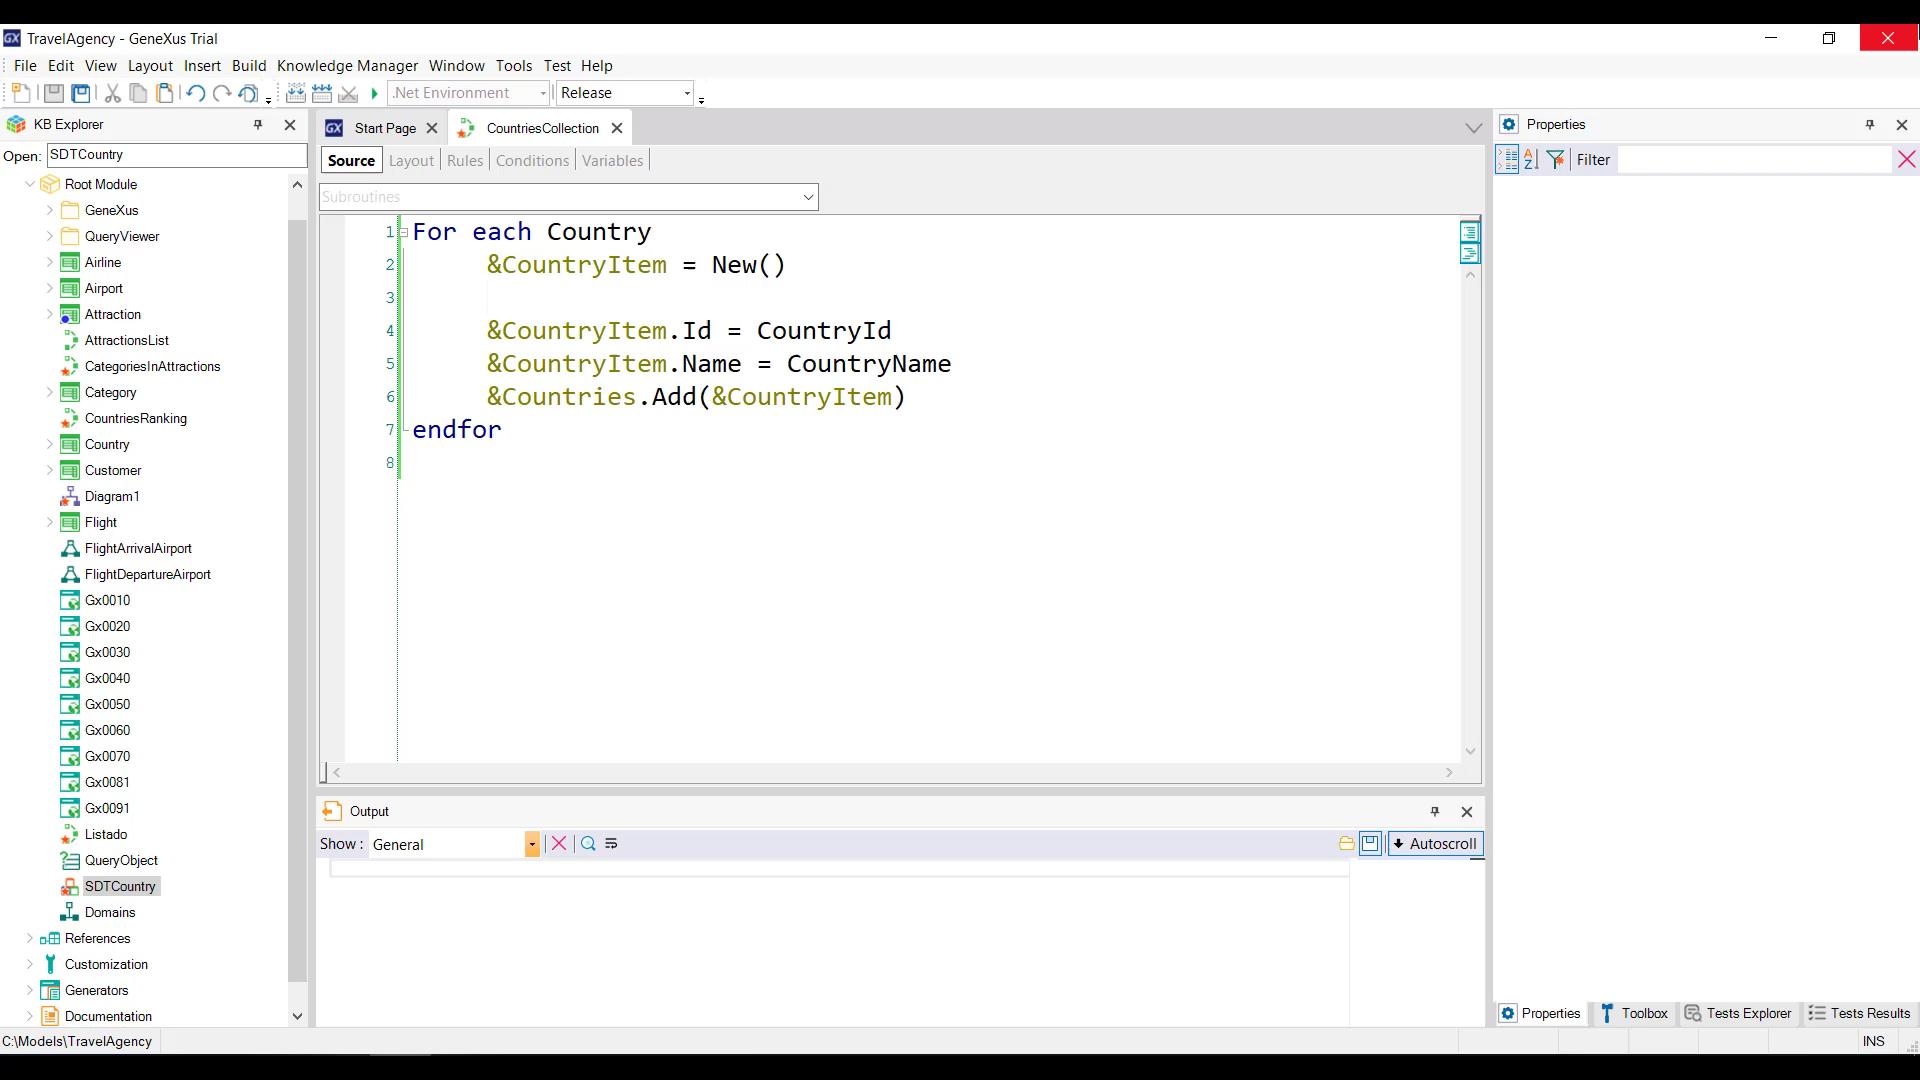 TravelAgency - GeneXus Trial
File Edit View Layout Insert Build Knowledge Manager Window Tools Test Help
.Net Environment Release
KB Explorer
Open: SDTCountry
Root Module
GeneXus
QueryViewer
Airline
Airport
Attraction
AttractionsList
CategoriesInAttractions
Category
CountriesRanking
Country
Customer
Diagram1
Flight
FlightArrivalAirport
FlightDepartureAirport
Gx0010
Gx0020
Gx0030
Gx0040
Gx0050
Gx0060
Gx0070
Gx0081
Gx0091
Listado
QueryObject
SDTCountry
Domains
References
Customization
Generators
Documentation
Start Page CountriesCollection
Source Layout Rules Conditions Variables
Subroutines
1 For each Country
2 &CountryItem = New()
3
4 &CountryItem.Id = CountryId
5 &CountryItem.Name = CountryName
6 &Countries.Add(&CountryItem)
7 endfor
8
Output
Show : General Autoscroll
Properties
Filter
Properties Toolbox Tests Explorer Tests Results
C:\Models\TravelAgency INS